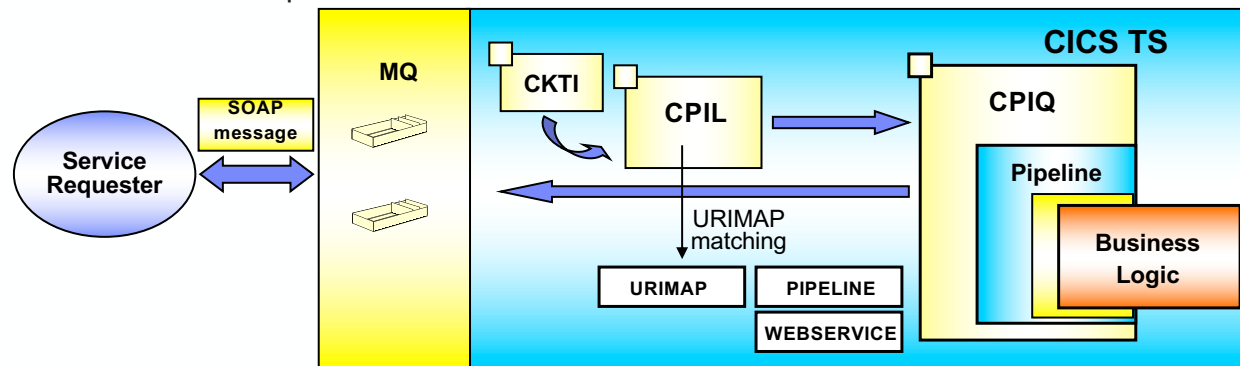 CICS TS
MQ
CKTI
CPIL
CPIQ
SOAP
message
Service
Requester
Pipeline
URIMAP
matching
Business
Logic
URIMAP
PIPELINE
WEBSERVICE